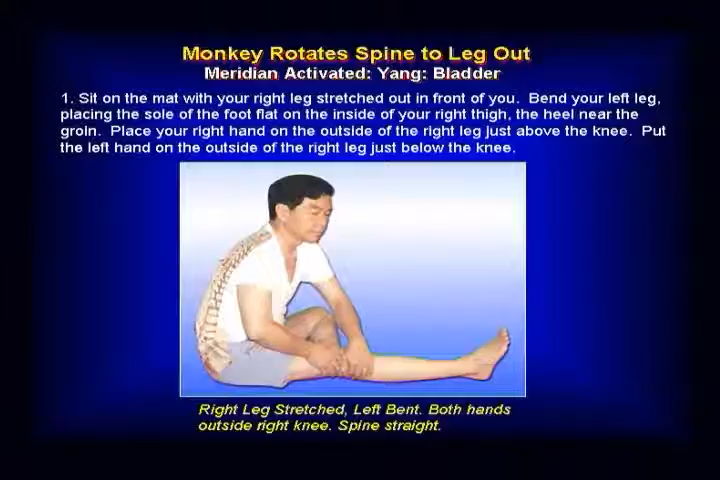 Monkey Rotates Spine to Leg Out
Meridian Activated: Yang: Bladder
1. Sit on the mat with your right leg stretched out in front of you. Bend your left leg,
placing the sole of the foot flat on the inside of your right thigh, the heel near the
groin. Place your right hand on the outside of the right leg just above the knee. Put
the left hand on the outside of the right leg just below the knee.
Right Leg Stretched, Left Bent. Both hands
outside right knee. Spine straight.